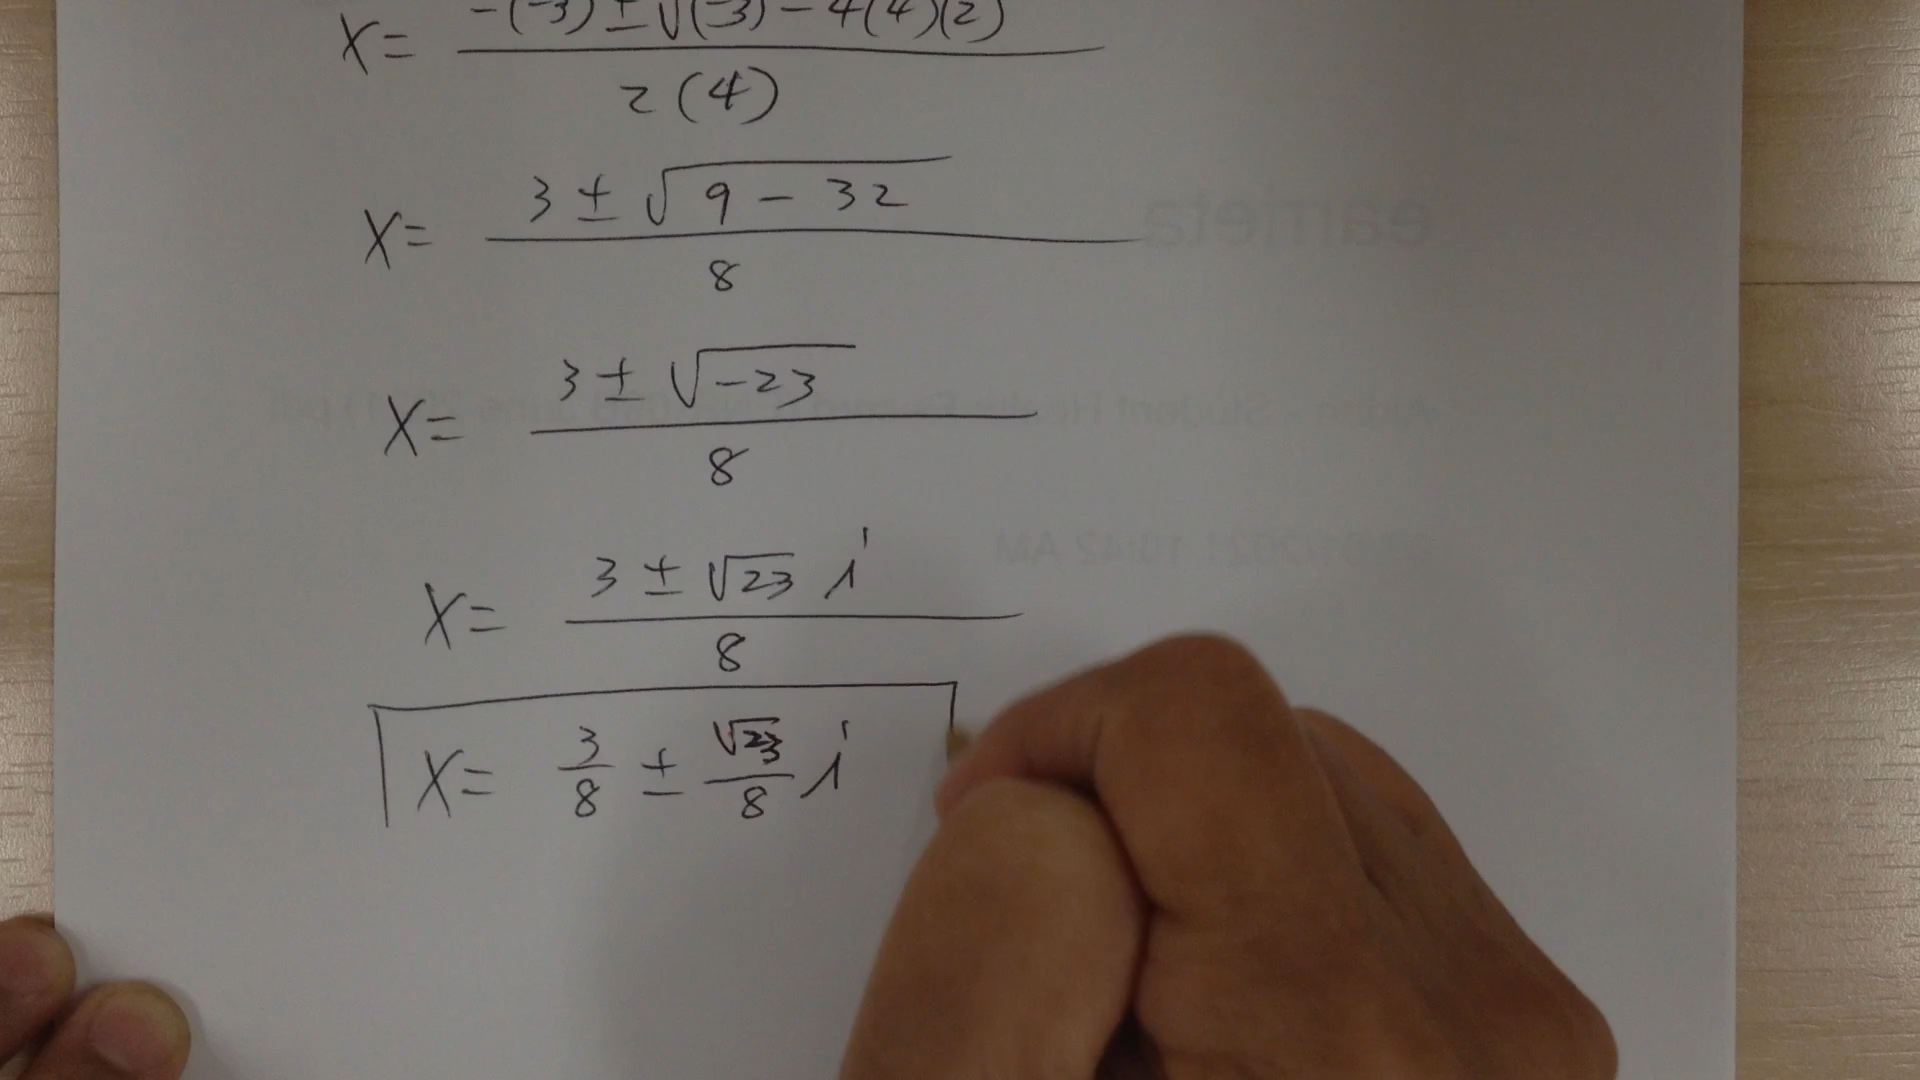 x = -(-3) ± √(-3) - 4(4)(2) / 2(4)
x = 3 ± √9 - 32 / 8
x = 3 ± √-23 / 8
x = 3 ± √23 i / 8
x = 3/8 ± √23/8 i